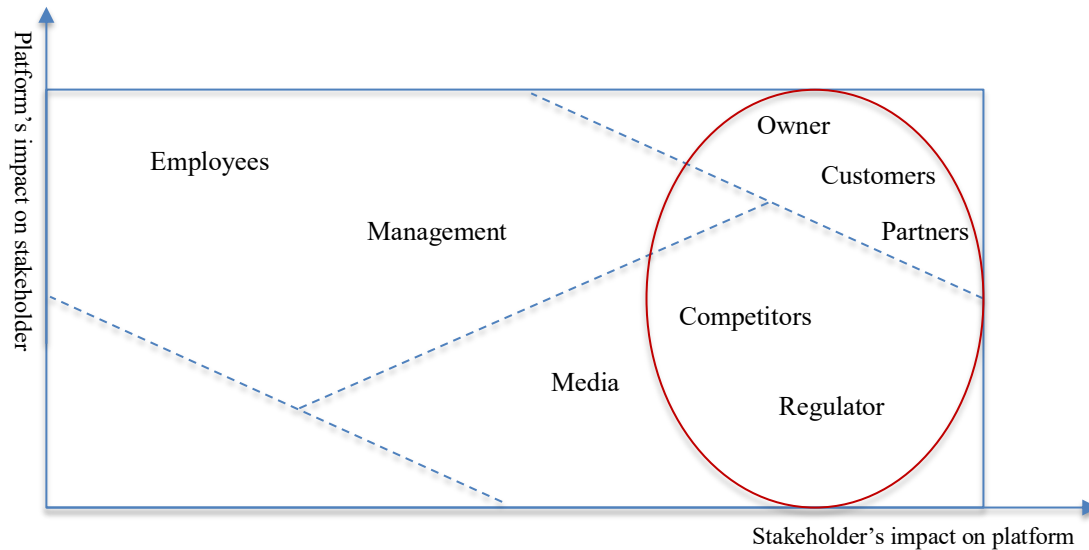 Platform’s impact on stakeholder
Owner
Employees
Customers
Management
Partners
Competitors
Media
Regulator
Stakeholder’s impact on platform